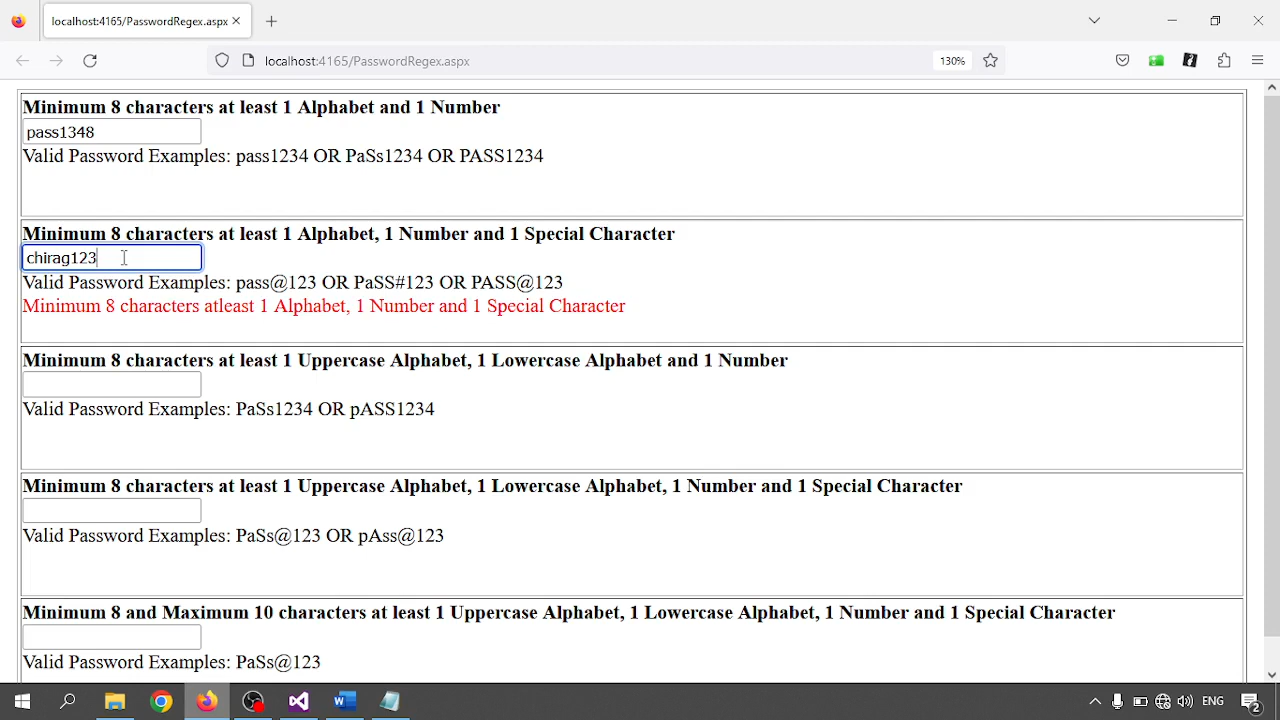 localhost:4165/PasswordRegex.aspx
localhost:4165/PasswordRegex.aspx
130%
Minimum 8 characters at least 1 Alphabet and 1 Number
pass1348
Valid Password Examples: pass1234 OR PaSs1234 OR PASS1234
Minimum 8 characters at least 1 Alphabet, 1 Number and 1 Special Character
chirag123
Valid Password Examples: pass@123 OR PaSS#123 OR PASS@123
Minimum 8 characters atleast 1 Alphabet, 1 Number and 1 Special Character
Minimum 8 characters at least 1 Uppercase Alphabet, 1 Lowercase Alphabet and 1 Number
Valid Password Examples: PaSs1234 OR pASS1234
Minimum 8 characters at least 1 Uppercase Alphabet, 1 Lowercase Alphabet, 1 Number and 1 Special Character
Valid Password Examples: PaSs@123 OR pAss@123
Minimum 8 and Maximum 10 characters at least 1 Uppercase Alphabet, 1 Lowercase Alphabet, 1 Number and 1 Special Character
Valid Password Examples: PaSs@123
ENG
2